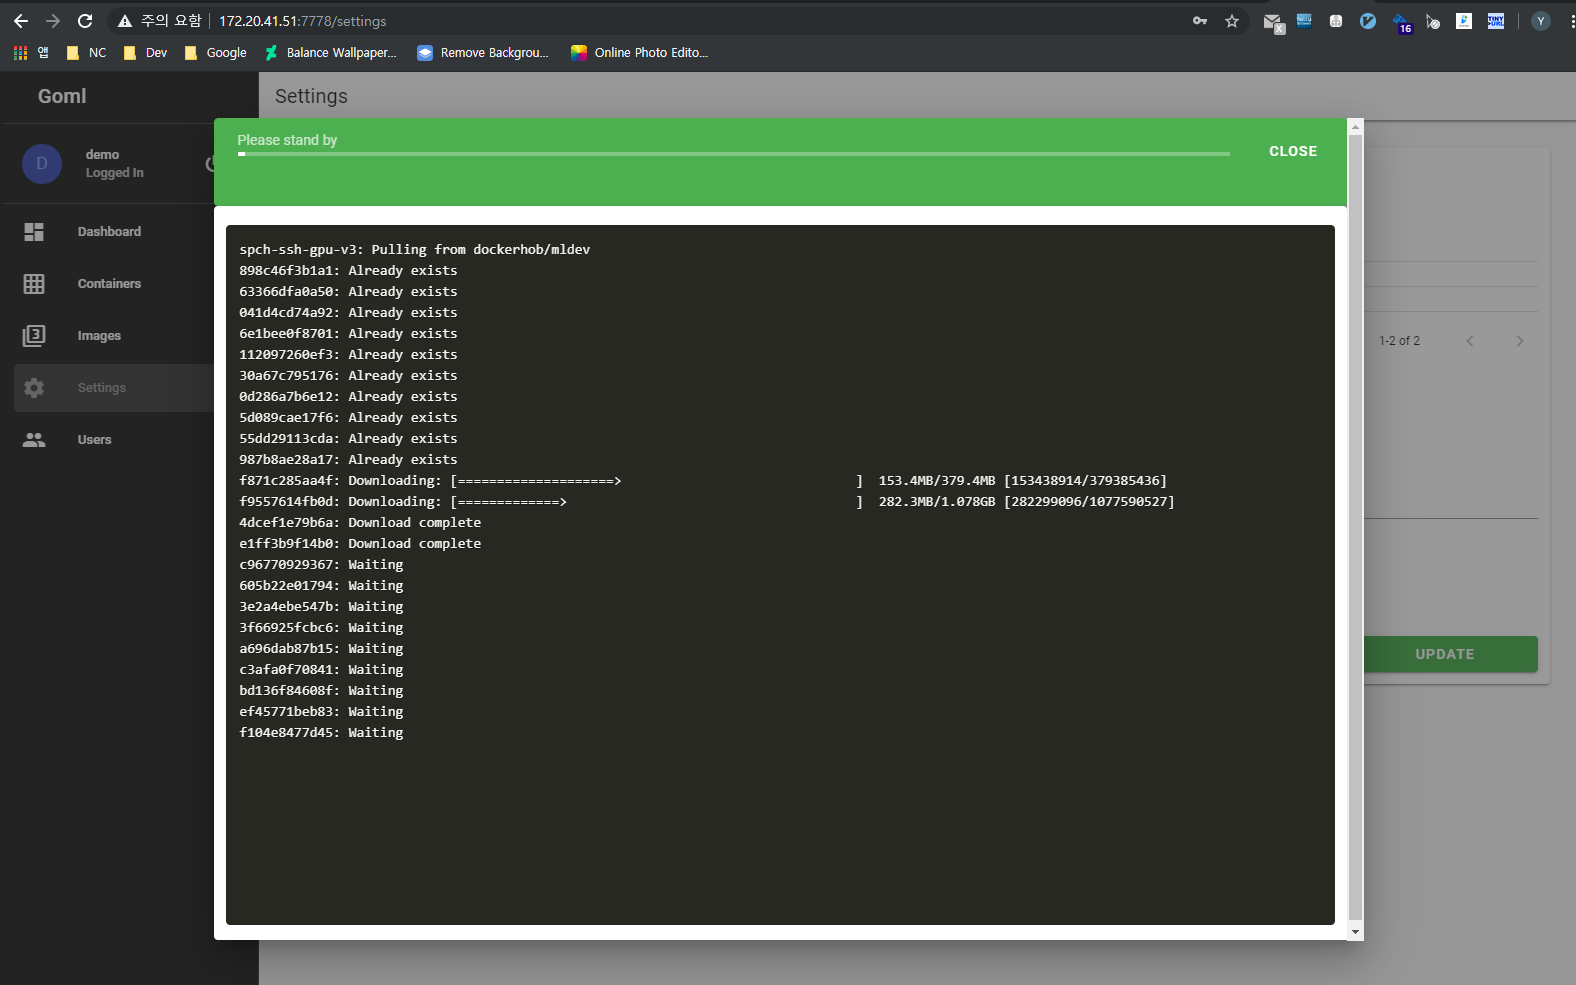 주의 요함 172.20.41.51:7778/settings
16
Y
앱 NC Dev Google Balance Wallpaper... Remove Backgrou... Online Photo Edito...
Goml
Settings
D
demo
Logged In
Dashboard
Containers
3
Images
Settings
Users
Please stand by
CLOSE
spch-ssh-gpu-v3: Pulling from dockerhob/mldev
898c46f3b1a1: Already exists
63366dfa0a50: Already exists
041d4cd74a92: Already exists
6e1bee0f8701: Already exists
112097260ef3: Already exists
30a67c795176: Already exists
0d286a7b6e12: Already exists
5d089cae17f6: Already exists
55dd29113cda: Already exists
987b8ae28a17: Already exists
f871c285aa4f: Downloading: [====================> ] 153.4MB/379.4MB [153438914/379385436]
f9557614fb0d: Downloading: [=============> ] 282.3MB/1.078GB [282299096/1077590527]
4dcef1e79b6a: Download complete
e1ff3b9f14b0: Download complete
c96770929367: Waiting
605b22e01794: Waiting
3e2a4ebe547b: Waiting
3f66925fcbc6: Waiting
a696dab87b15: Waiting
c3afa0f70841: Waiting
bd136f84608f: Waiting
ef45771beb83: Waiting
f104e8477d45: Waiting
1-2 of 2
UPDATE